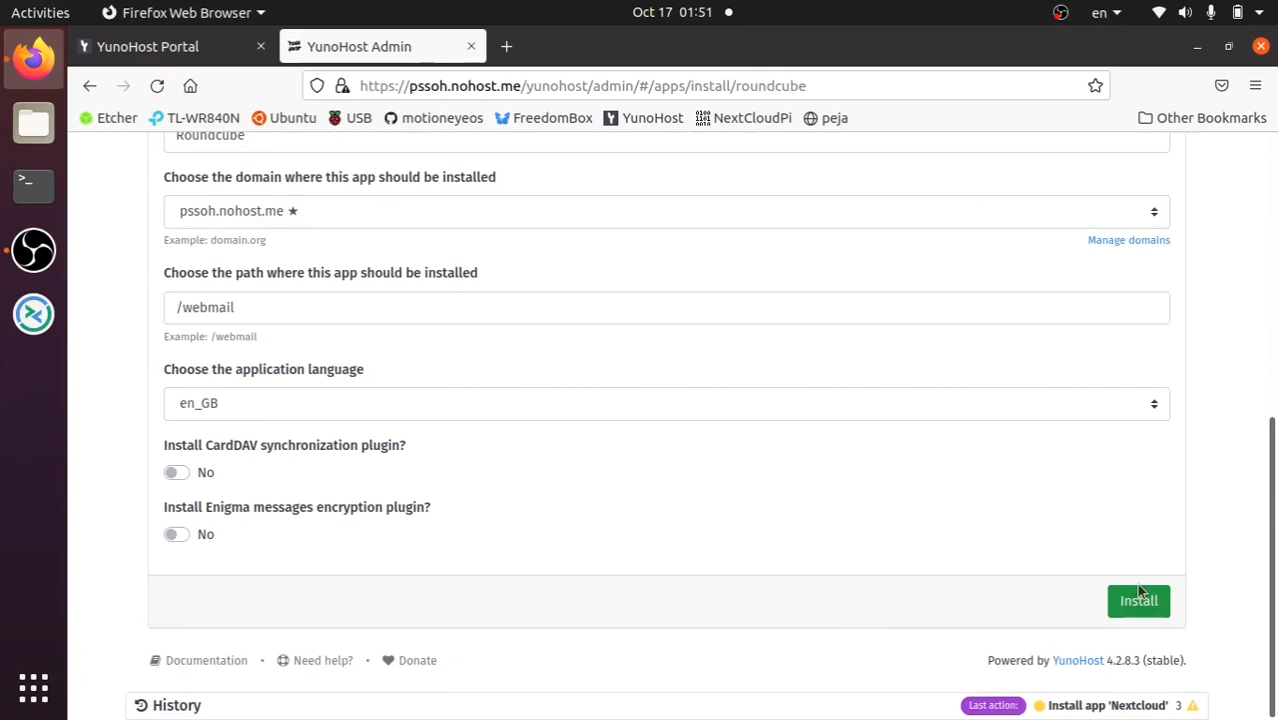 Activities Firefox Web Browser Oct 17 01:51 en
YunoHost Portal YunoHost Admin
https://pssoh.nohost.me/yunohost/admin/#/apps/install/roundcube
Etcher TL-WR840N Ubuntu USB motioneyeos FreedomBox YunoHost NextCloudPi peja Other Bookmarks
Roundcube
Choose the domain where this app should be installed
pssoh.nohost.me ★
Example: domain.org Manage domains
Choose the path where this app should be installed
/webmail
Example: /webmail
Choose the application language
en_GB
Install CardDAV synchronization plugin?
No
Install Enigma messages encryption plugin?
No
Install
Documentation • Need help? • Donate Powered by YunoHost 4.2.8.3 (stable).
History Last action: Install app 'Nextcloud' 3